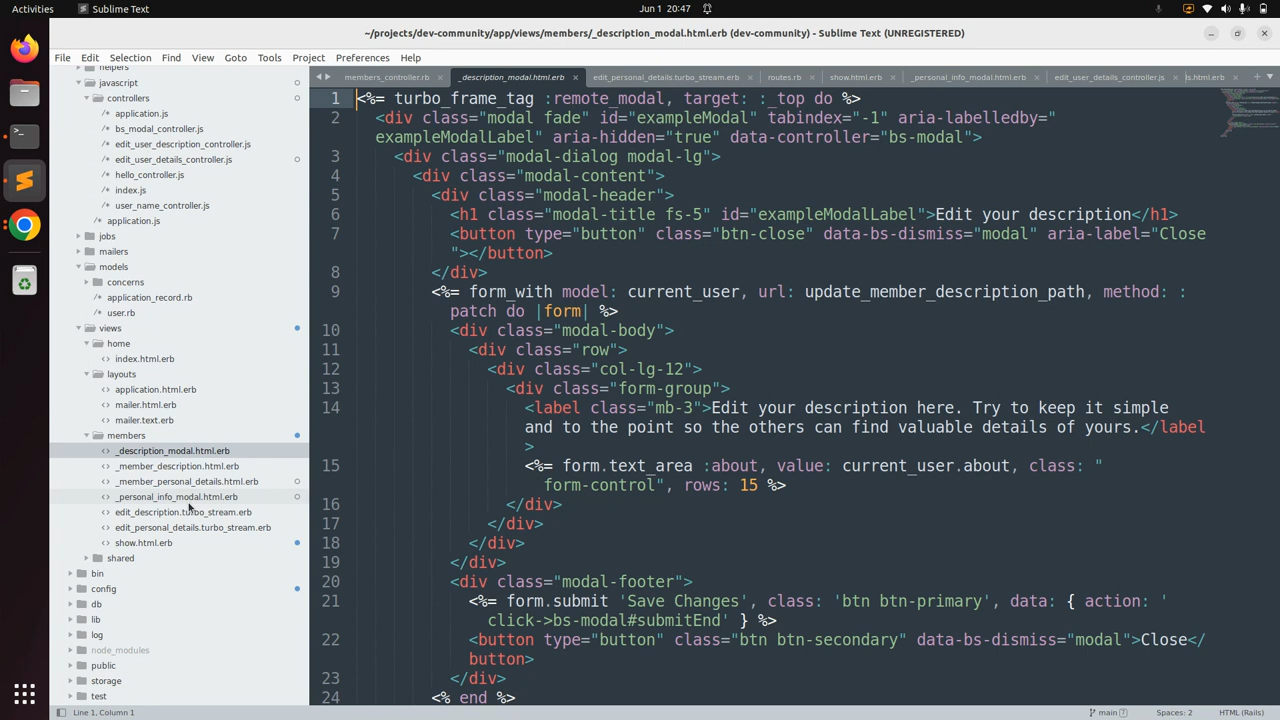 Activities
Sublime Text
Jun 1 20:47
~/projects/dev-community/app/views/members/_description_modal.html.erb (dev-community) - Sublime Text (UNREGISTERED)
File Edit Selection Find View Goto Tools Project Preferences Help
helpers
javascript
controllers
application.js
bs_modal_controller.js
edit_user_description_controller.js
edit_user_details_controller.js
hello_controller.js
index.js
user_name_controller.js
application.js
jobs
mailers
models
concerns
application_record.rb
user.rb
views
home
index.html.erb
layouts
application.html.erb
mailer.html.erb
mailer.text.erb
members
_description_modal.html.erb
_member_description.html.erb
_member_personal_details.html.erb
_personal_info_modal.html.erb
edit_description.turbo_stream.erb
edit_personal_details.turbo_stream.erb
show.html.erb
shared
bin
config
db
lib
log
node_modules
public
storage
test
members_controller.rb
_description_modal.html.erb
edit_personal_details.turbo_stream.erb
routes.rb
show.html.erb
_personal_info_modal.html.erb
edit_user_details_controller.js
ls.html.erb
1 <%= turbo_frame_tag :remote_modal, target: :_top do %>
2 <div class="modal fade" id="exampleModal" tabindex="-1" aria-labelledby="
exampleModalLabel" aria-hidden="true" data-controller="bs-modal">
3 <div class="modal-dialog modal-lg">
4 <div class="modal-content">
5 <div class="modal-header">
6 <h1 class="modal-title fs-5" id="exampleModalLabel">Edit your description</h1>
7 <button type="button" class="btn-close" data-bs-dismiss="modal" aria-label="Close
"></button>
8 </div>
9 <%= form_with model: current_user, url: update_member_description_path, method: :
patch do |form| %>
10 <div class="modal-body">
11 <div class="row">
12 <div class="col-lg-12">
13 <div class="form-group">
14 <label class="mb-3">Edit your description here. Try to keep it simple
and to the point so the others can find valuable details of yours.</label
>
15 <%= form.text_area :about, value: current_user.about, class: "
form-control", rows: 15 %>
16 </div>
17 </div>
18 </div>
19 </div>
20 <div class="modal-footer">
21 <%= form.submit 'Save Changes', class: 'btn btn-primary', data: { action: '
click->bs-modal#submitEnd' } %>
22 <button type="button" class="btn btn-secondary" data-bs-dismiss="modal">Close</
button>
23 </div>
24 <% end %>
Line 1, Column 1
main 7
Spaces: 2
HTML (Rails)